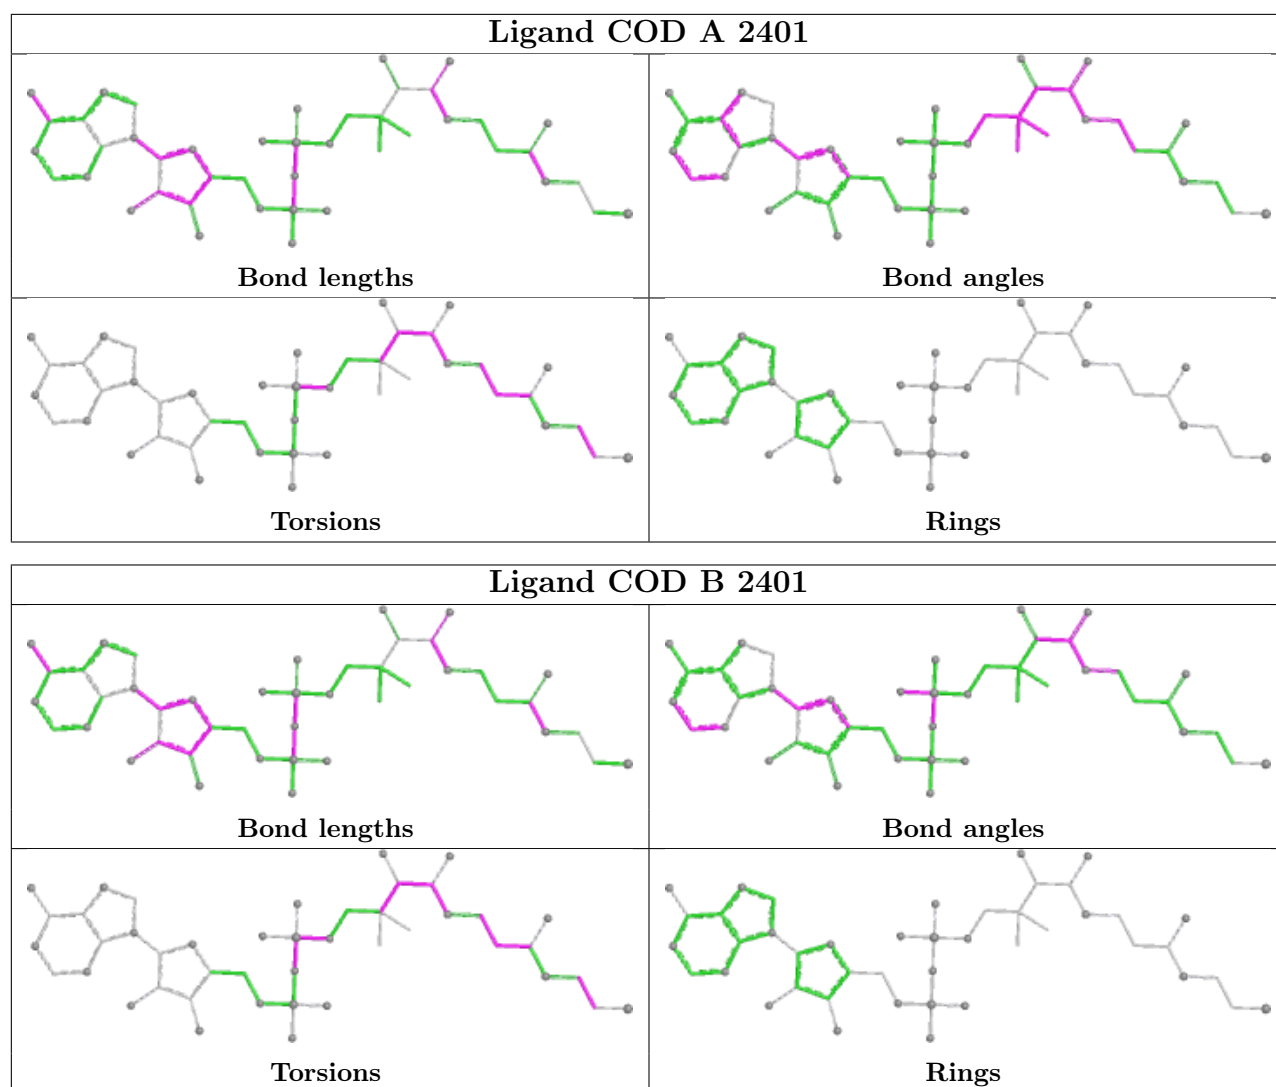 Ligand COD A 2401
Bond lengths
Bond angles
Torsions
Rings
Ligand COD B 2401
Bond lengths
Bond angles
Torsions
Rings